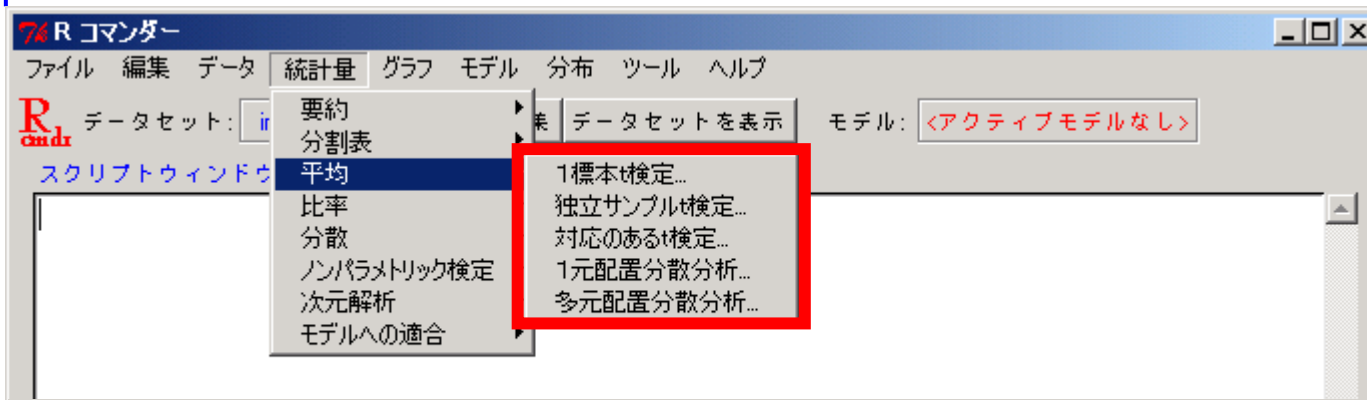 R コマンダー
ファイル 編集 データ 統計量 グラフ モデル 分布 ツール ヘルプ
Rcmdr データセット: データセットを表示 モデル: <アクティブモデルなし>
スクリプトウィンドウ
要約
分割表
平均
比率
分散
ノンパラメトリック検定
次元解析
モデルへの適合
1標本t検定...
独立サンプルt検定...
対応のあるt検定...
1元配置分散分析...
多元配置分散分析...